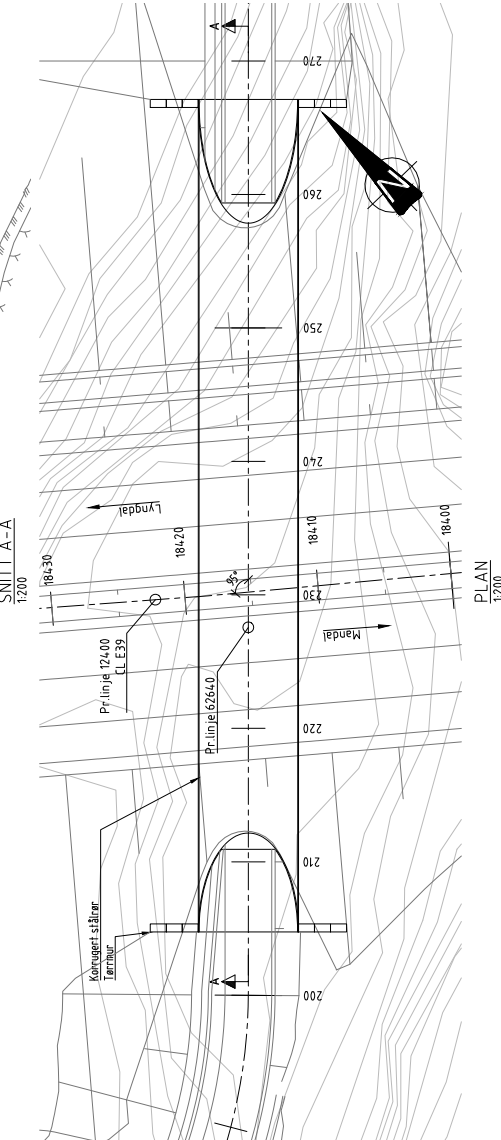 SNITT A-A
1:200
A
270
260
N
250
240
Lyngdal
18430
18420
18410
18400
95°
230
Pr.linje 12400
CL E39
Mandal
Pr.linje 62640
220
210
Korrugert stålrør
Tørrmur
A
200
PLAN
1:200